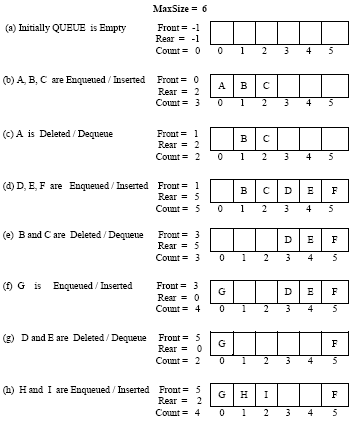 MaxSize = 6
(a) Initially QUEUE is Empty Front = -1
Rear = -1
Count = 0 0 1 2 3 4 5
(b) A, B, C are Enqueued / Inserted Front = 0
A B C
Rear = 2
Count = 3 0 1 2 3 4 5
(c) A is Deleted / Dequeue Front = 1
B C
Rear = 2
Count = 2 0 1 2 3 4 5
(d) D, E, F are Enqueued / Inserted Front = 1
B C D E F
Rear = 5
Count = 5 0 1 2 3 4 5
(e) B and C are Deleted / Dequeue Front = 3
D E F
Rear = 5
Count = 3 0 1 2 3 4 5
(f) G is Enqueued / Inserted Front = 3
G D E F
Rear = 0
Count = 4 0 1 2 3 4 5
(g) D and E are Deleted / Dequeue Front = 5
G F
Rear = 0
Count = 2 0 1 2 3 4 5
(h) H and I are Enqueued / Inserted Front = 5
G H I F
Rear = 2
Count = 4 0 1 2 3 4 5